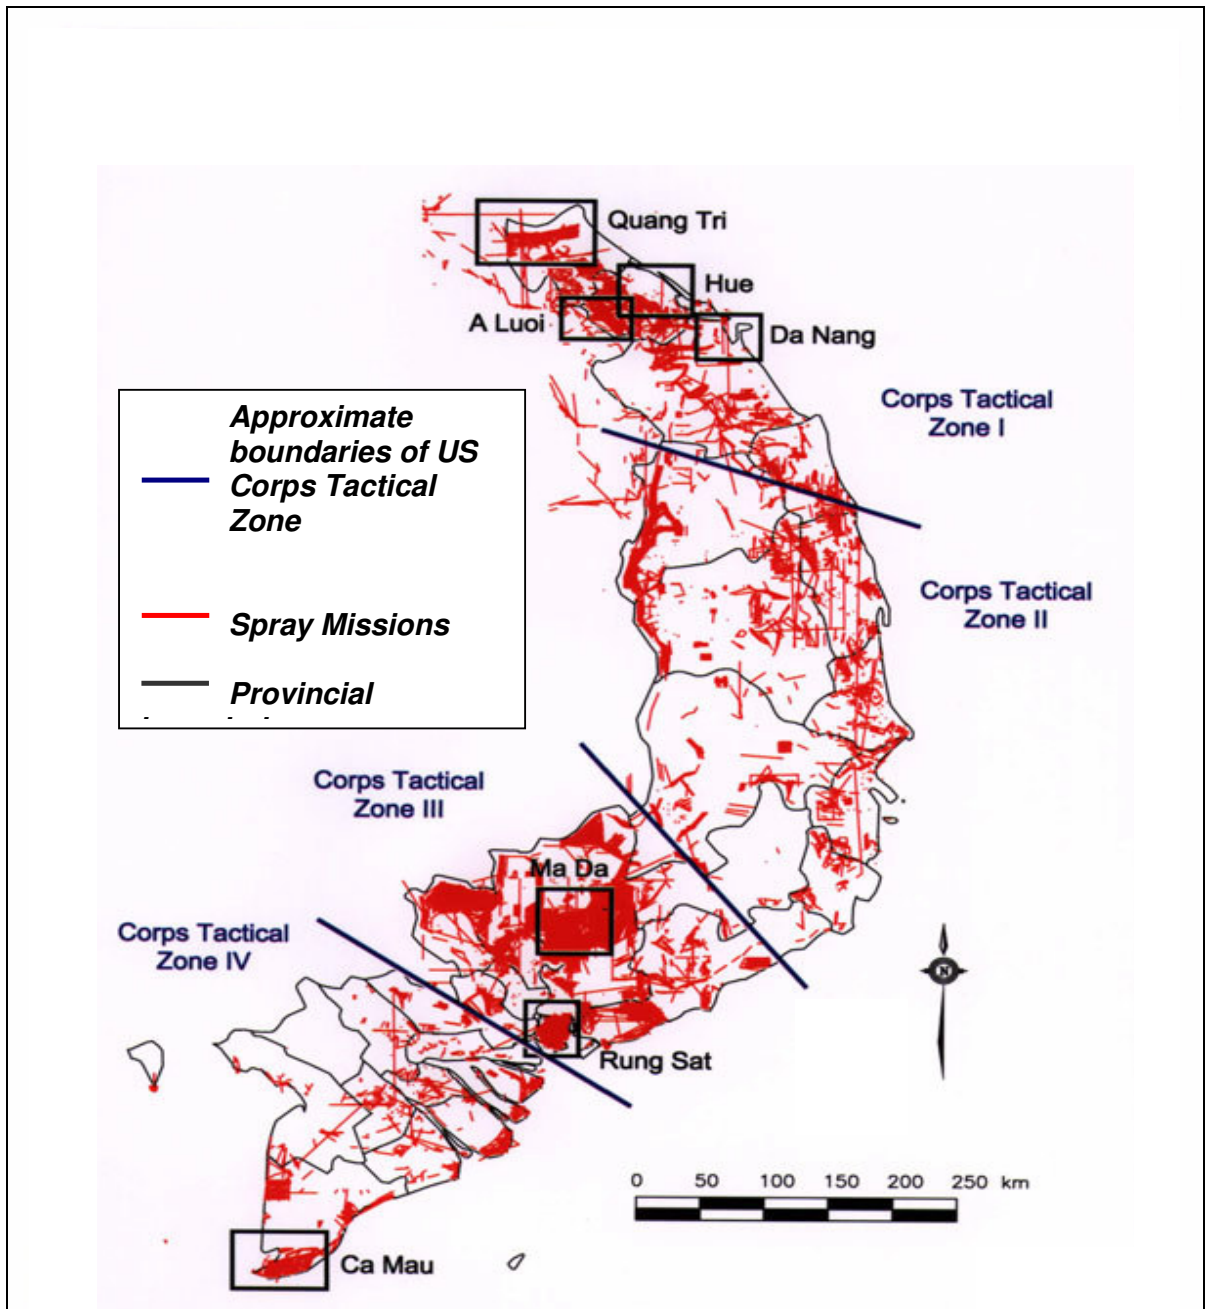 Quang Tri
Hue
A Luoi
Da Nang
Corps Tactical
Zone I
Approximate
boundaries of US
Corps Tactical
Zone
Spray Missions
Provincial
Corps Tactical
Zone II
Corps Tactical
Zone III
Ma Da
Corps Tactical
Zone IV
N
Rung Sat
0 50 100 150 200 250 km
Ca Mau